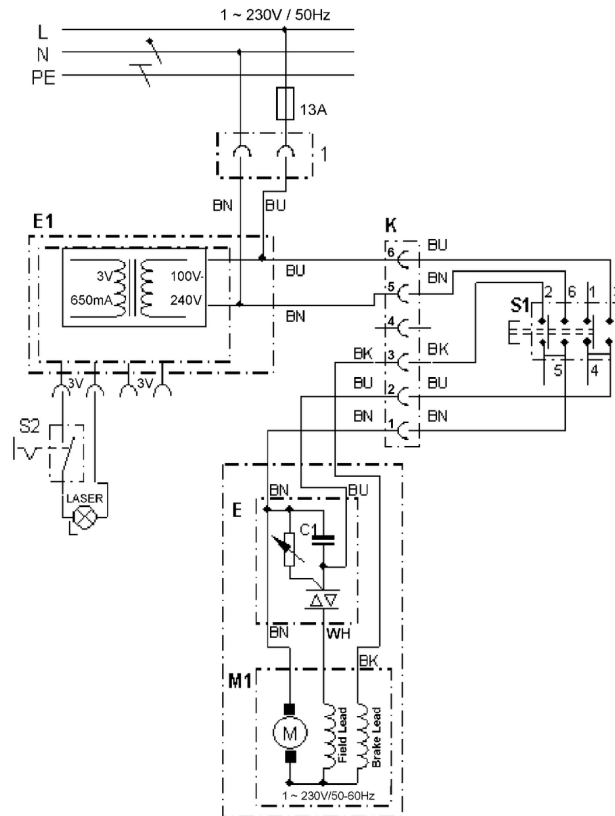 1 ~ 230V / 50Hz
L
N
PE
13A
1
BN
BU
E1
K
3V
650mA
100V-
240V
BU
BN
6
5
4
3
2
1
BU
BN
BK
BK
BU
BU
BN
BN
2
6
1
S1
5
4
3V
3V
S2
LASER
BN
BU
E
C1
BN
WH
BK
M1
M
Field Lead
Brake Lead
1 ~ 230V/50-60Hz